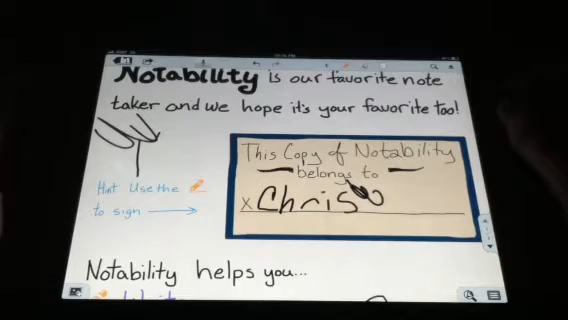 Notability is our favorite note
taker and we hope it's your favorite too!
This Copy of Notability
belongs to
Hint Use the
to sign
x Chris
Notability helps you...